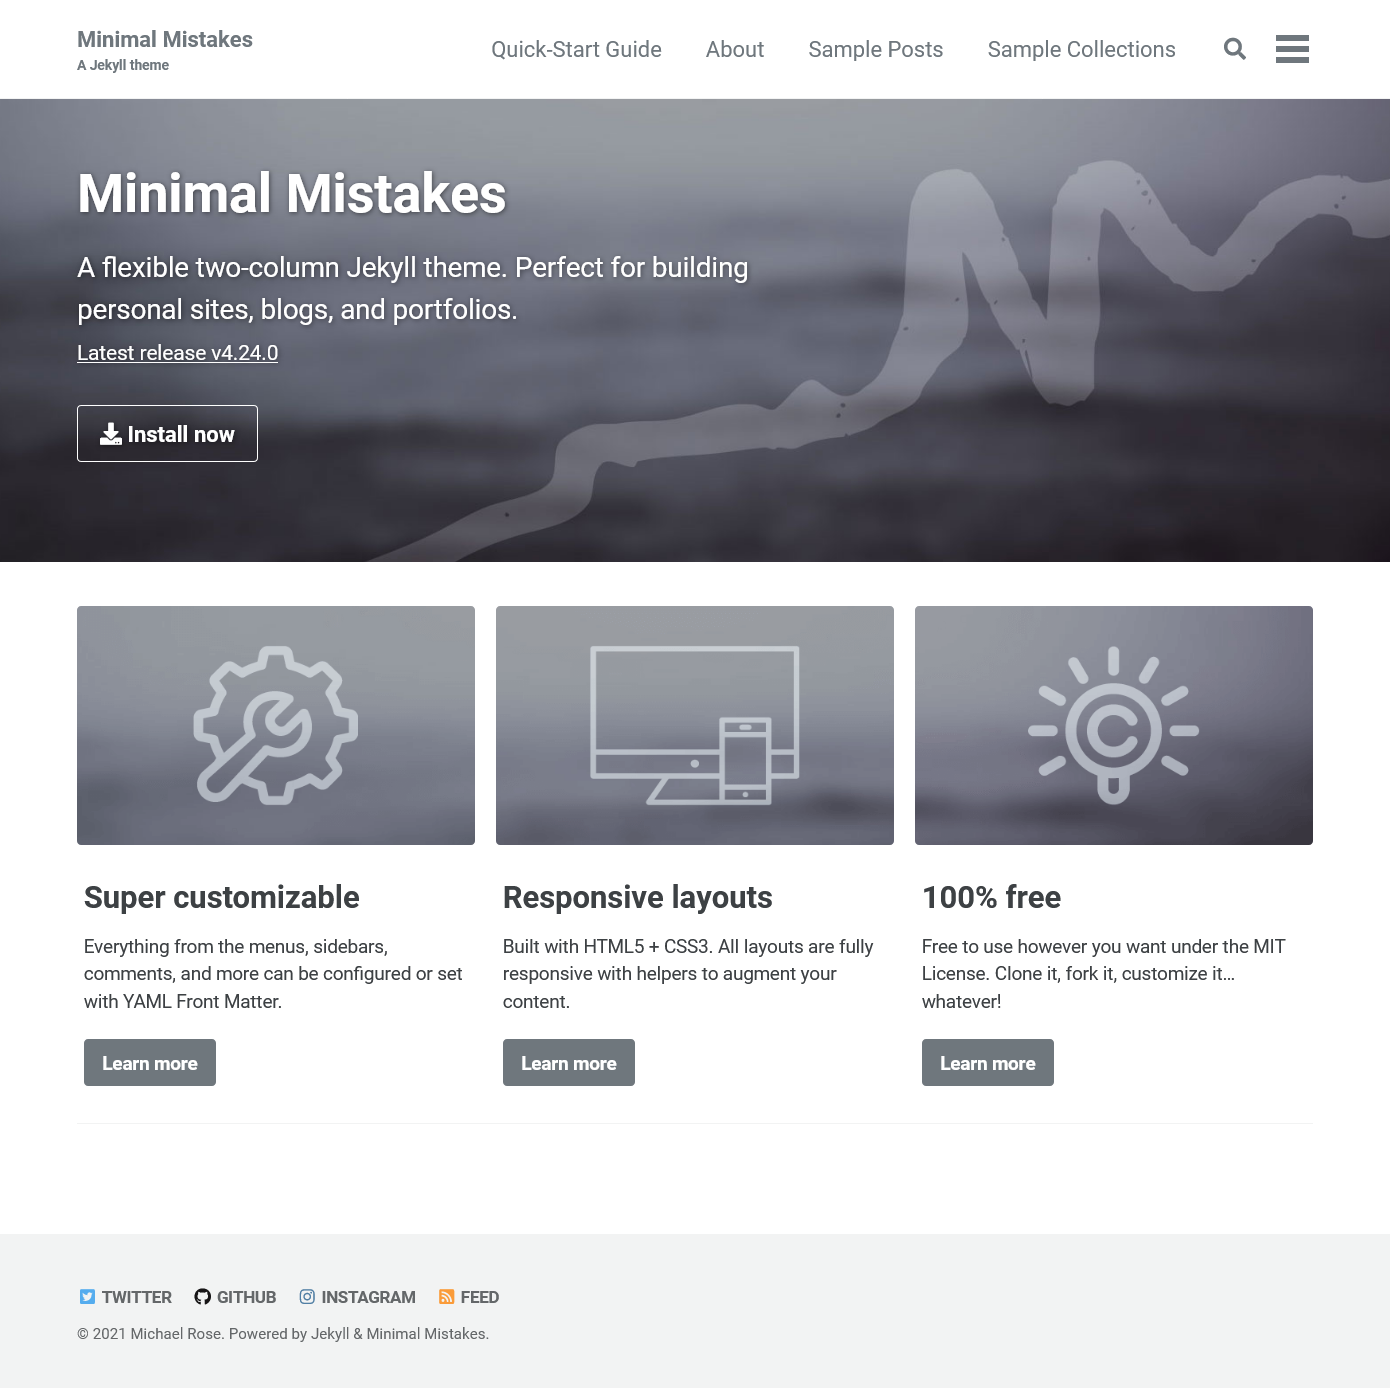 Minimal Mistakes
A Jekyll theme
Quick-Start Guide About Sample Posts Sample Collections
Minimal Mistakes
A flexible two-column Jekyll theme. Perfect for building
personal sites, blogs, and portfolios.
Latest release v4.24.0
Install now
Super customizable
Everything from the menus, sidebars,
comments, and more can be configured or set
with YAML Front Matter.
Learn more
Responsive layouts
Built with HTML5 + CSS3. All layouts are fully
responsive with helpers to augment your
content.
Learn more
100% free
Free to use however you want under the MIT
License. Clone it, fork it, customize it…
whatever!
Learn more
TWITTER GITHUB INSTAGRAM FEED
© 2021 Michael Rose. Powered by Jekyll & Minimal Mistakes.